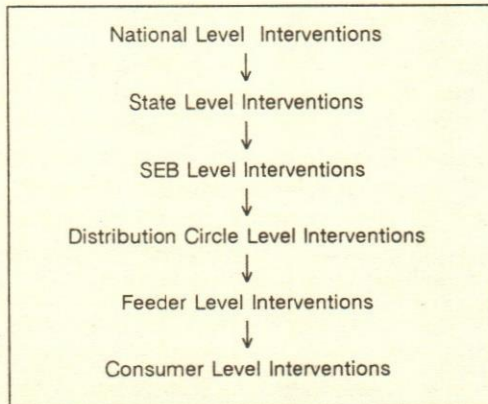 National Level Interventions
↓
State Level Interventions
↓
SEB Level Interventions
↓
Distribution Circle Level Interventions
↓
Feeder Level Interventions
↓
Consumer Level Interventions